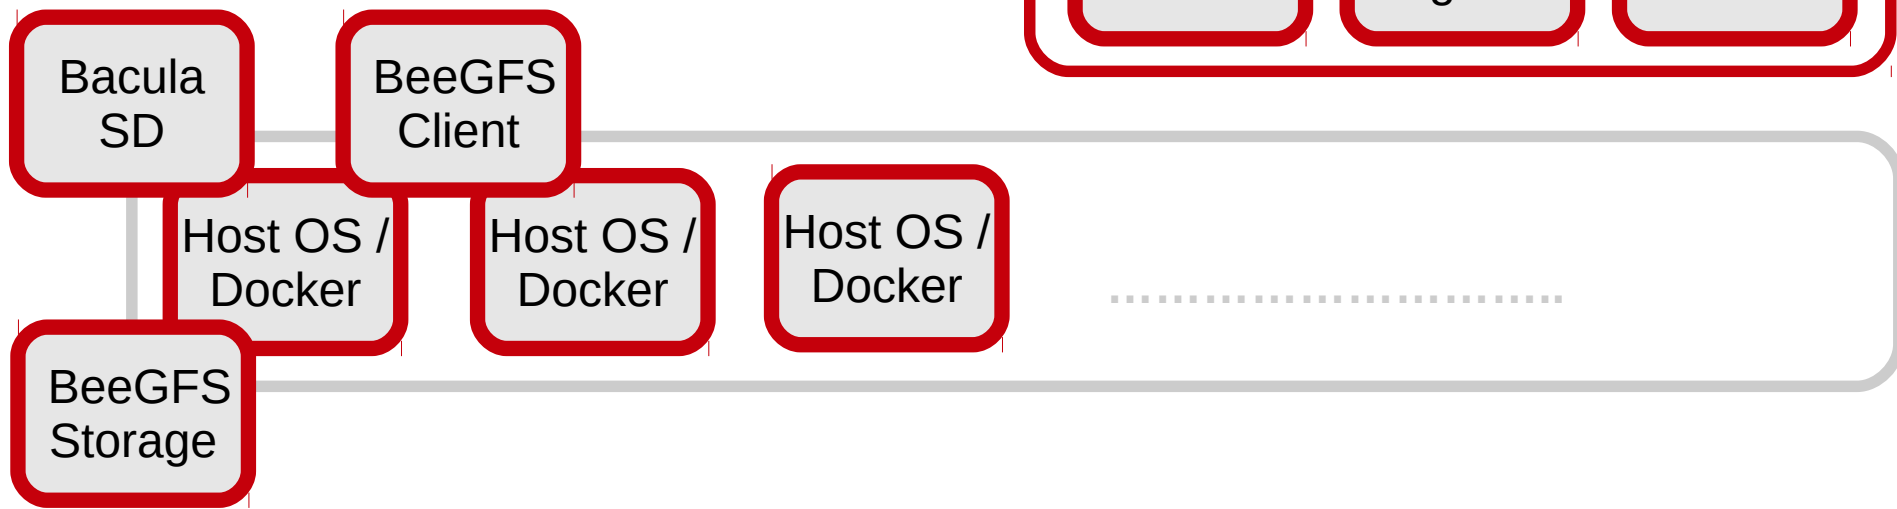 Bacula
SD
BeeGFS
Client
Host OS /
Docker
Host OS /
Docker
Host OS /
Docker
BeeGFS
Storage